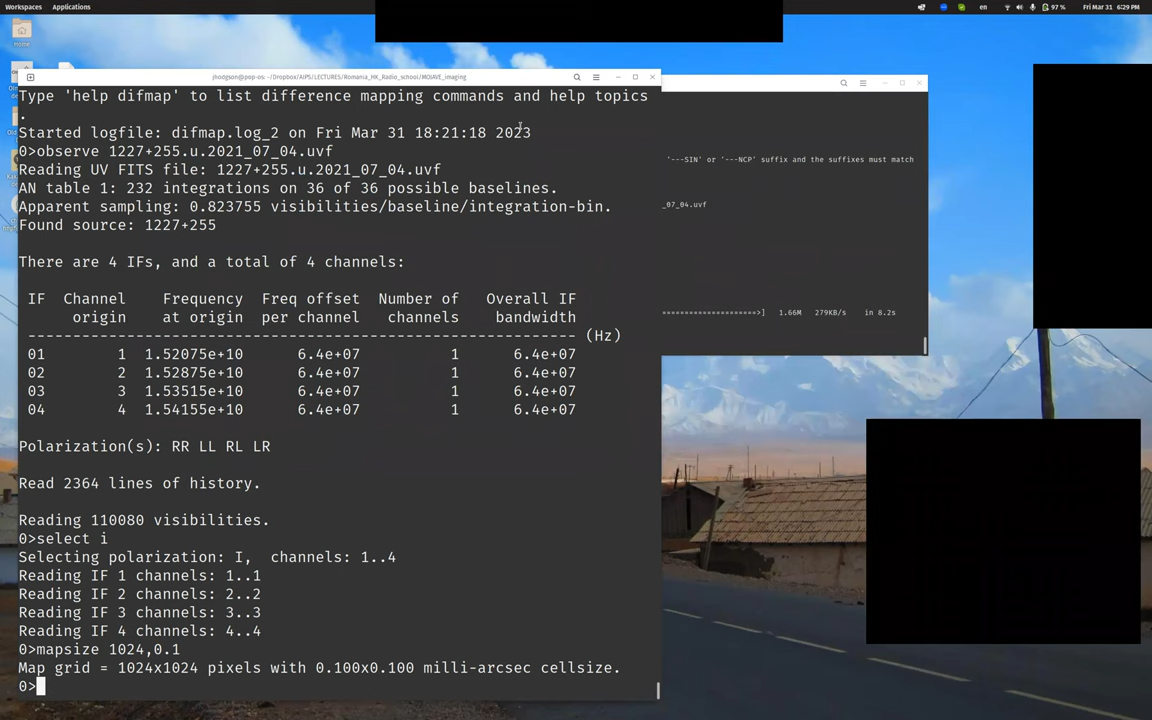 Workspaces Applications
en
97 %
Fri Mar 31 6:29 PM
Home
jhodgson@pop-os: ~/Dropbox/AIPS/LECTURES/Romania_HK_Radio_school/MOJAVE_imaging
Type 'help difmap' to list difference mapping commands and help topics
.
Started logfile: difmap.log_2 on Fri Mar 31 18:21:18 2023
0>observe 1227+255.u.2021_07_04.uvf
Reading UV FITS file: 1227+255.u.2021_07_04.uvf
AN table 1: 232 integrations on 36 of 36 possible baselines.
Apparent sampling: 0.823755 visibilities/baseline/integration-bin.
Found source: 1227+255
There are 4 IFs, and a total of 4 channels:
IF Channel Frequency Freq offset Number of Overall IF
origin at origin per channel channels bandwidth
------------------------------------------------------------- (Hz)
01 1 1.52075e+10 6.4e+07 1 6.4e+07
02 2 1.52875e+10 6.4e+07 1 6.4e+07
03 3 1.53515e+10 6.4e+07 1 6.4e+07
04 4 1.54155e+10 6.4e+07 1 6.4e+07
Polarization(s): RR LL RL LR
Read 2364 lines of history.
Reading 110080 visibilities.
0>select i
Selecting polarization: I, channels: 1..4
Reading IF 1 channels: 1..1
Reading IF 2 channels: 2..2
Reading IF 3 channels: 3..3
Reading IF 4 channels: 4..4
0>mapsize 1024,0.1
Map grid = 1024x1024 pixels with 0.100x0.100 milli-arcsec cellsize.
0>
'---SIN' or '---NCP' suffix and the suffixes must match
_07_04.uvf
=====================>] 1.66M 279KB/s in 8.2s